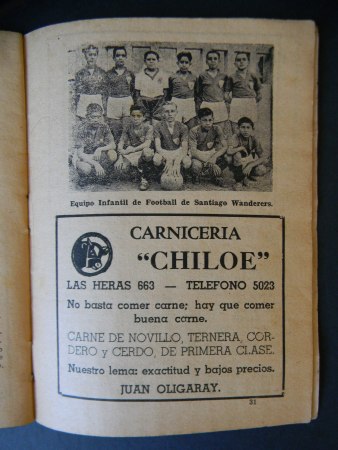 Equipo Infantil de Football de Santiago Wanderers.
CARNICERIA
"CHILOE"
LAS HERAS 663 — TELEFONO 5023
No basta comer carne; hay que comer
buena carne.
CARNE DE NOVILLO, TERNERA, COR-
DERO y CERDO, DE PRIMERA CLASE.
Nuestro lema: exactitud y bajos precios.
JUAN OLIGARAY.
31